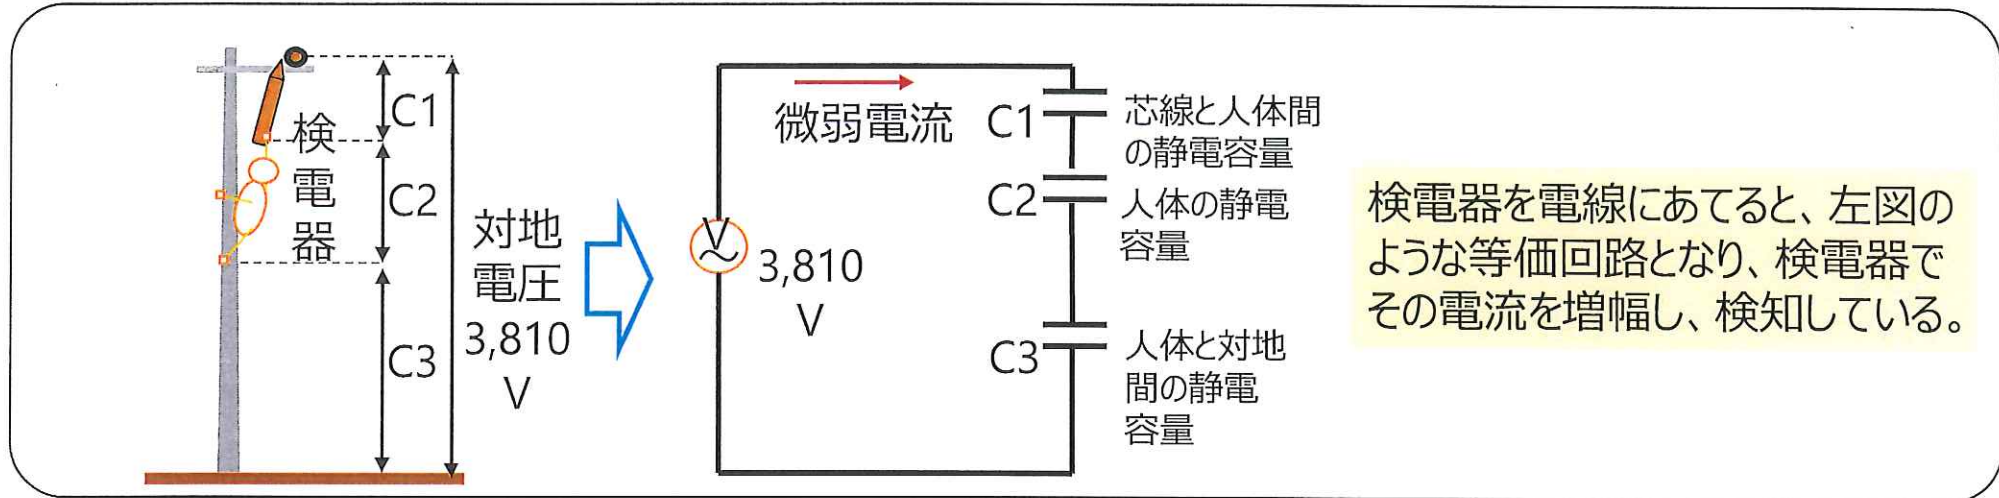 検
電
器
C1
C2
C3
対地
電圧
3,810
V
微弱電流
V
3,810
V
C1
芯線と人体間
の静電容量
C2
人体の静電
容量
C3
人体と対地
間の静電
容量
検電器を電線にあてると、左図の
ような等価回路となり、検電器で
その電流を増幅し、検知している。